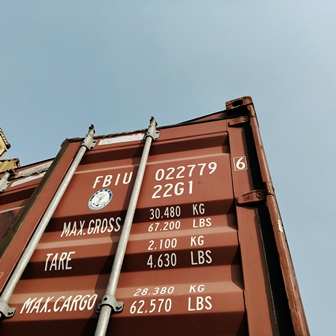 FBIU 022779 6
22G1
MAX.GROSS 30.480 KG
67.200 LBS
TARE 2,100 KG
4,630 LBS
MAX.CARGO 28.380 KG
62.570 LBS